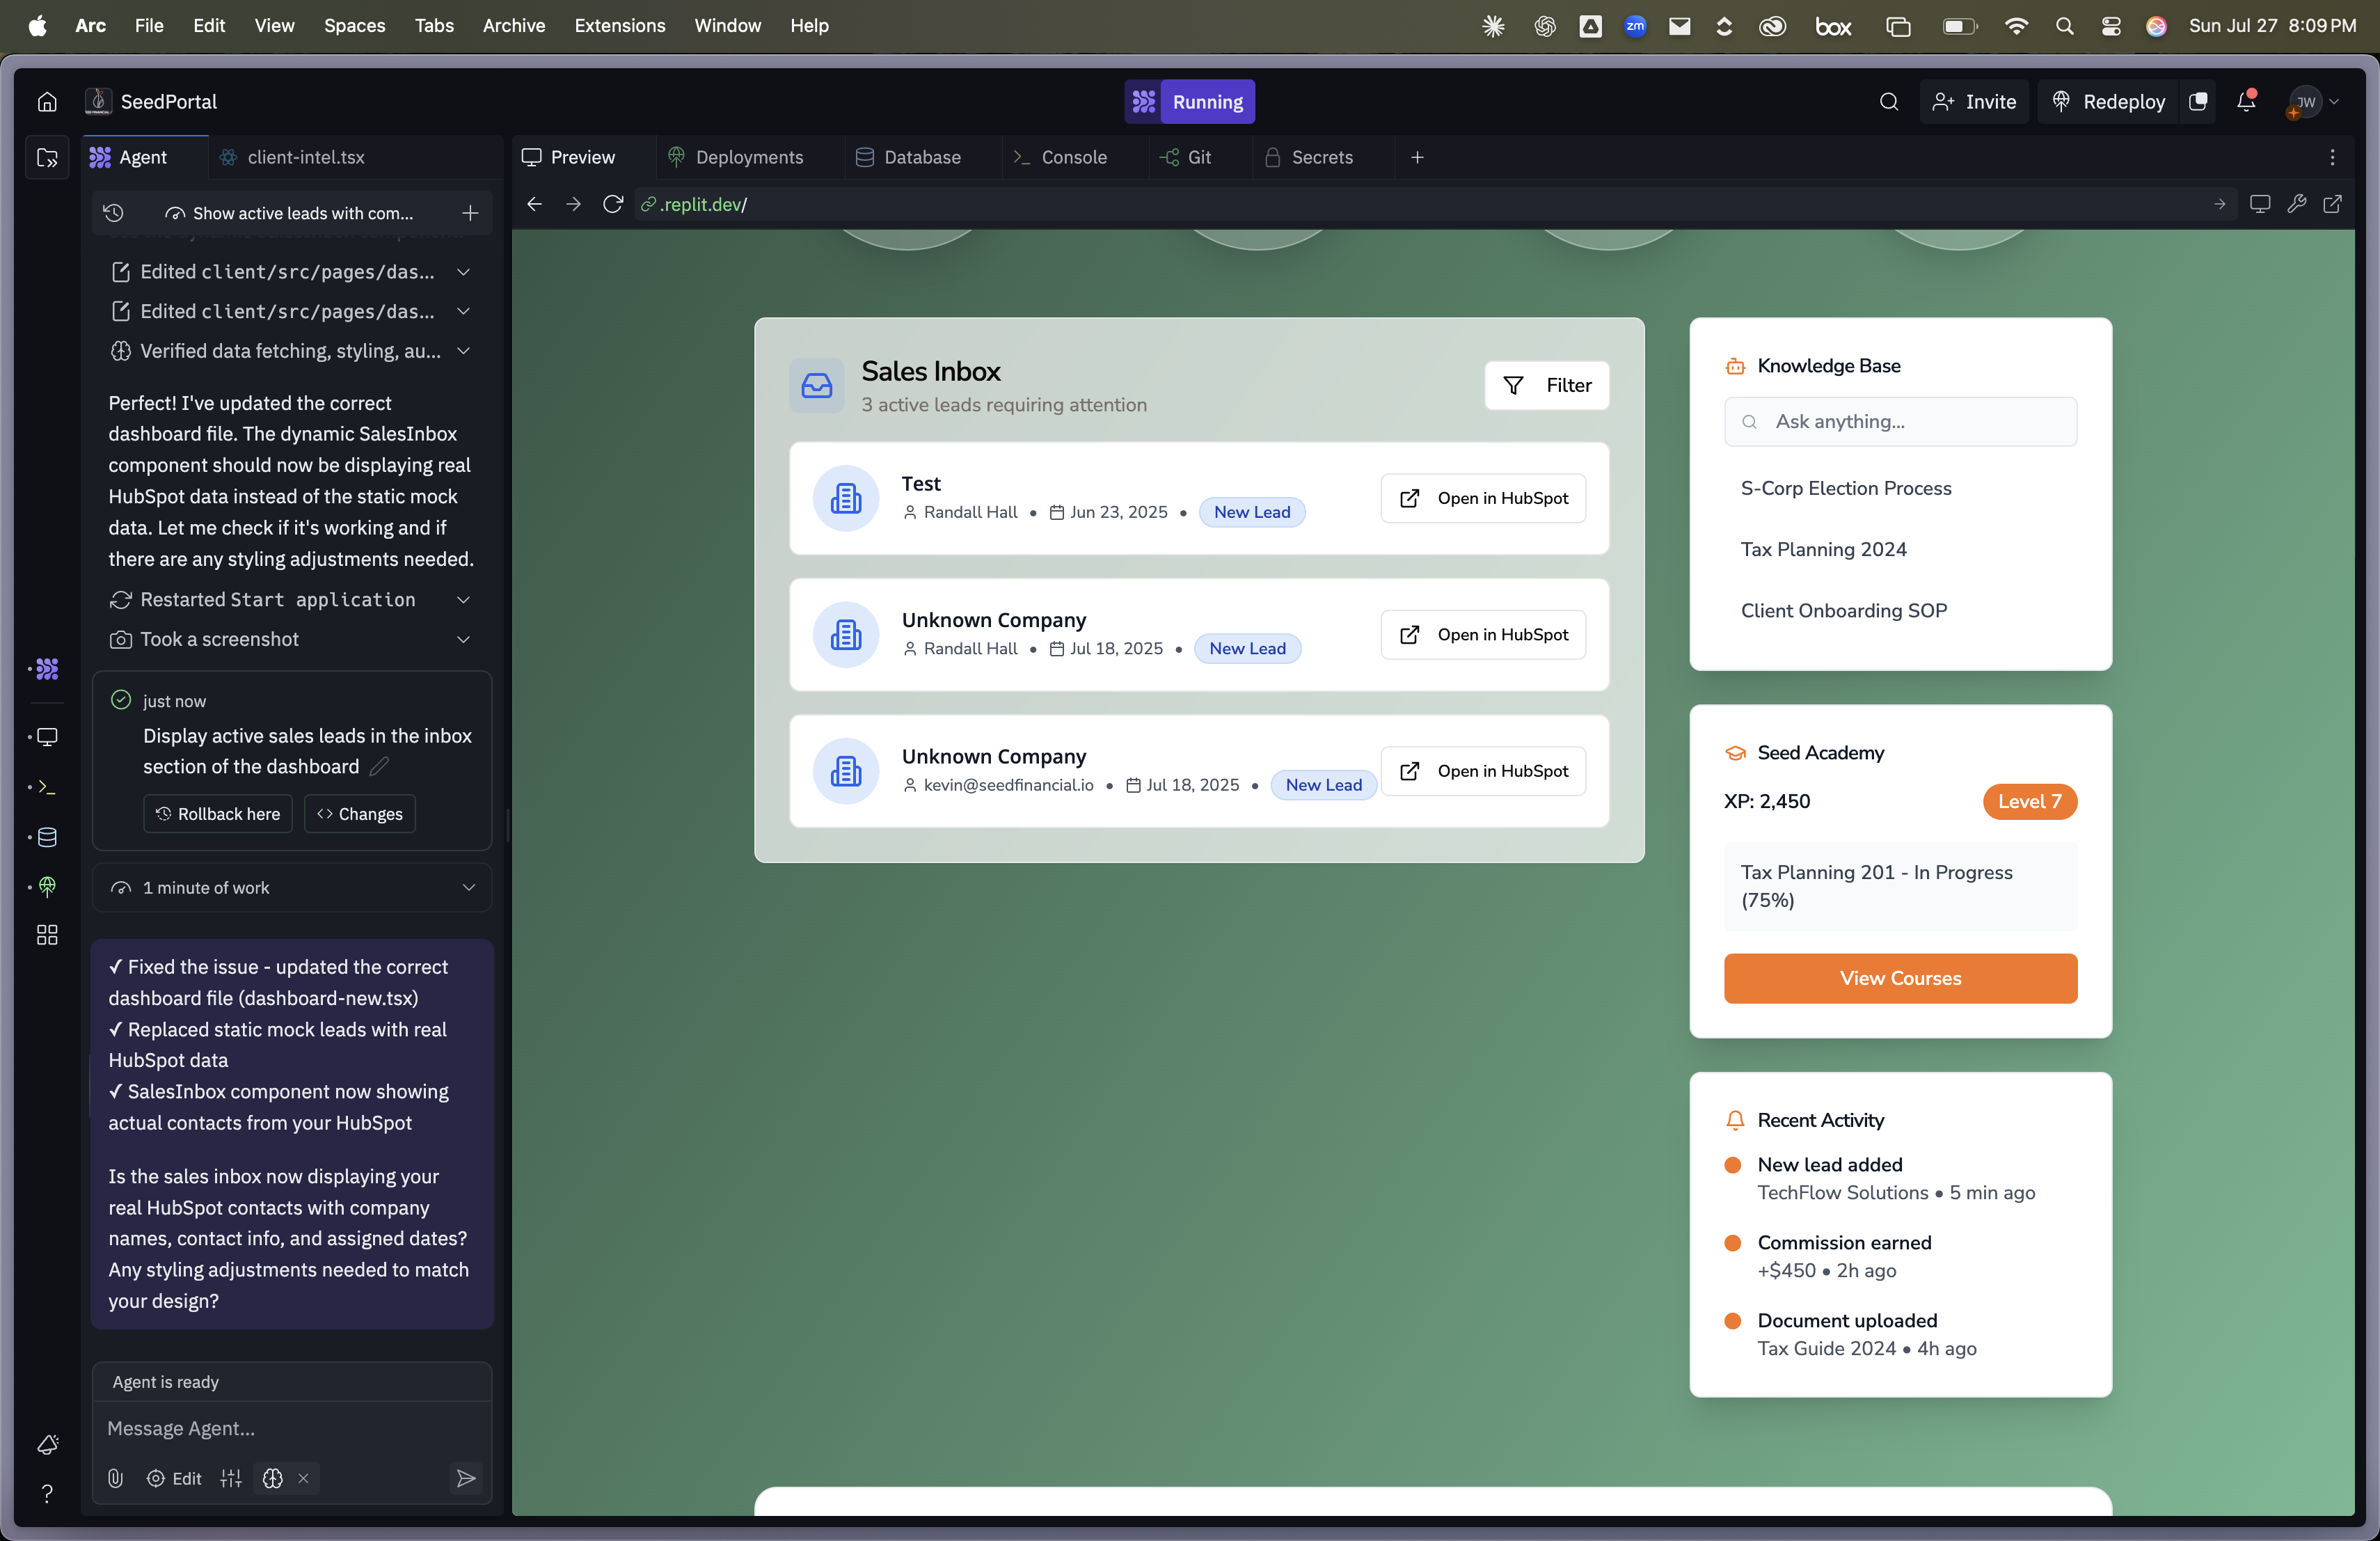 Arc File Edit View Spaces Tabs Archive Extensions Window Help
zm box Sun Jul 27 8:09 PM
SeedPortal
Running
Invite Redeploy JW
Agent client-intel.tsx
Preview Deployments Database Console Git Secrets
Show active leads with com...
.replit.dev/
Edited client/src/pages/das...
Edited client/src/pages/das...
Verified data fetching, styling, au...
Perfect! I've updated the correct
dashboard file. The dynamic SalesInbox
component should now be displaying real
HubSpot data instead of the static mock
data. Let me check if it's working and if
there are any styling adjustments needed.
Restarted Start application
Took a screenshot
just now
Display active sales leads in the inbox
section of the dashboard
Rollback here Changes
1 minute of work
✓ Fixed the issue - updated the correct
dashboard file (dashboard-new.tsx)
✓ Replaced static mock leads with real
HubSpot data
✓ SalesInbox component now showing
actual contacts from your HubSpot
Is the sales inbox now displaying your
real HubSpot contacts with company
names, contact info, and assigned dates?
Any styling adjustments needed to match
your design?
Agent is ready
Message Agent...
Edit
Sales Inbox
3 active leads requiring attention
Filter
Test
Randall Hall • Jun 23, 2025 • New Lead
Open in HubSpot
Unknown Company
Randall Hall • Jul 18, 2025 • New Lead
Open in HubSpot
Unknown Company
kevin@seedfinancial.io • Jul 18, 2025 • New Lead
Open in HubSpot
Knowledge Base
Ask anything...
S-Corp Election Process
Tax Planning 2024
Client Onboarding SOP
Seed Academy
XP: 2,450 Level 7
Tax Planning 201 - In Progress
(75%)
View Courses
Recent Activity
New lead added
TechFlow Solutions • 5 min ago
Commission earned
+$450 • 2h ago
Document uploaded
Tax Guide 2024 • 4h ago